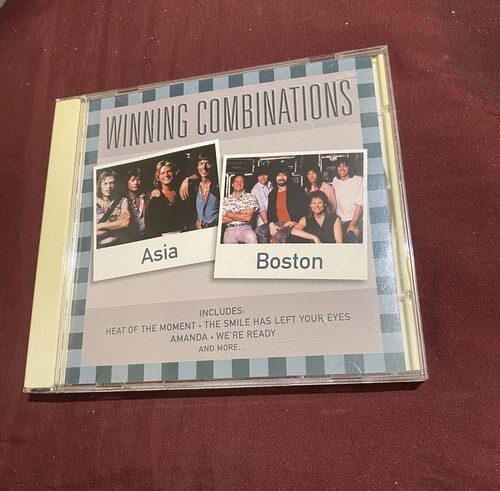 WINNING COMBINATIONS
Asia
Boston
INCLUDES:
HEAT OF THE MOMENT • THE SMILE HAS LEFT YOUR EYES
AMANDA • WE'RE READY
AND MORE...